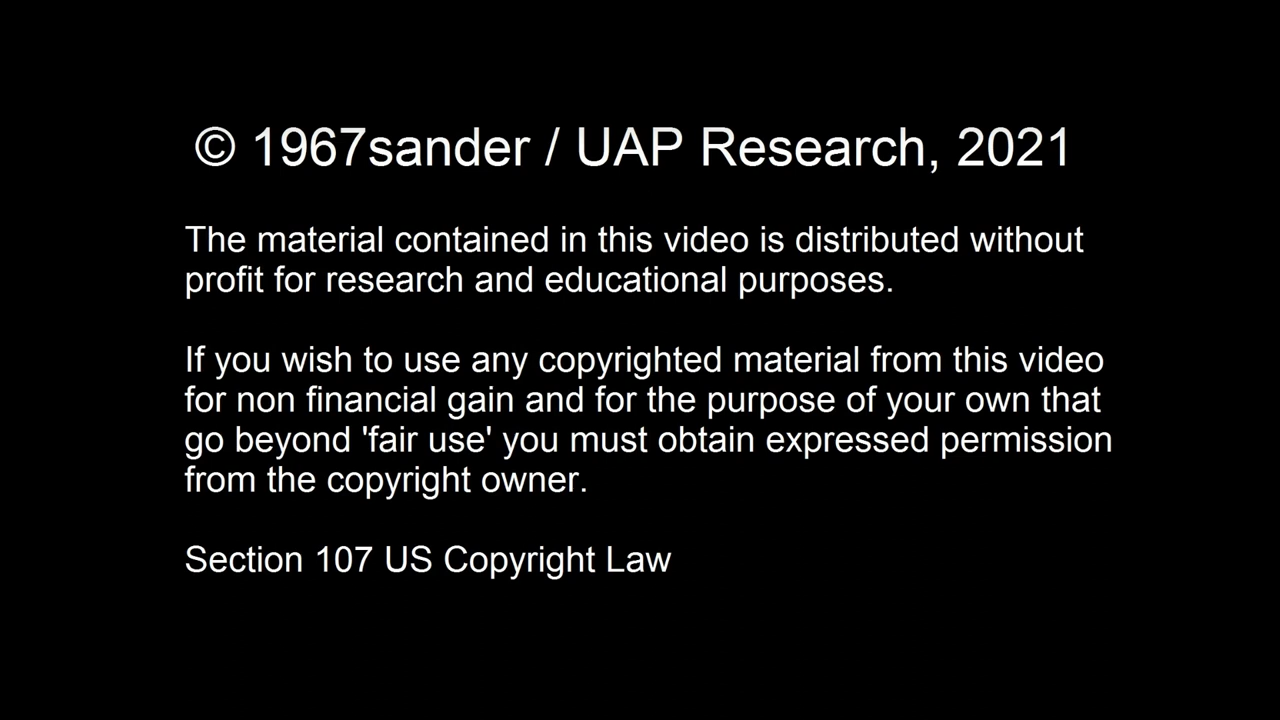 © 1967sander / UAP Research, 2021
The material contained in this video is distributed without
profit for research and educational purposes.
If you wish to use any copyrighted material from this video
for non financial gain and for the purpose of your own that
go beyond 'fair use' you must obtain expressed permission
from the copyright owner.
Section 107 US Copyright Law